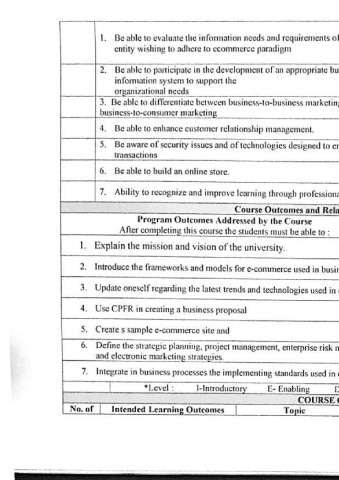 1. Be able to evaluate the information needs and requirements of
entity wishing to adhere to ecommerce paradigm
2. Be able to participate in the development of an appropriate bu
information system to support the
organizational needs
3. Be able to differentiate between business-to-business marketing
business-to-consumer marketing
4. Be able to enhance customer relationship management.
5. Be aware of security issues and of technologies designed to en
transactions
6. Be able to build an online store.
7. Ability to recognize and improve learning through professiona
Course Outcomes and Rela
Program Outcomes Addressed by the Course
After completing this course the students must be able to :
1. Explain the mission and vision of the university.
2. Introduce the frameworks and models for e-commerce used in busin
3. Update oneself regarding the latest trends and technologies used in
4. Use CPFR in creating a business proposal
5. Create s sample e-commerce site and
6. Define the strategic planning, project management, enterprise risk m
and electronic marketing strategies.
7. Integrate in business processes the implementing standards used in
*Level : I-Introductory E- Enabling
COURSE
No. of Intended Learning Outcomes Topic